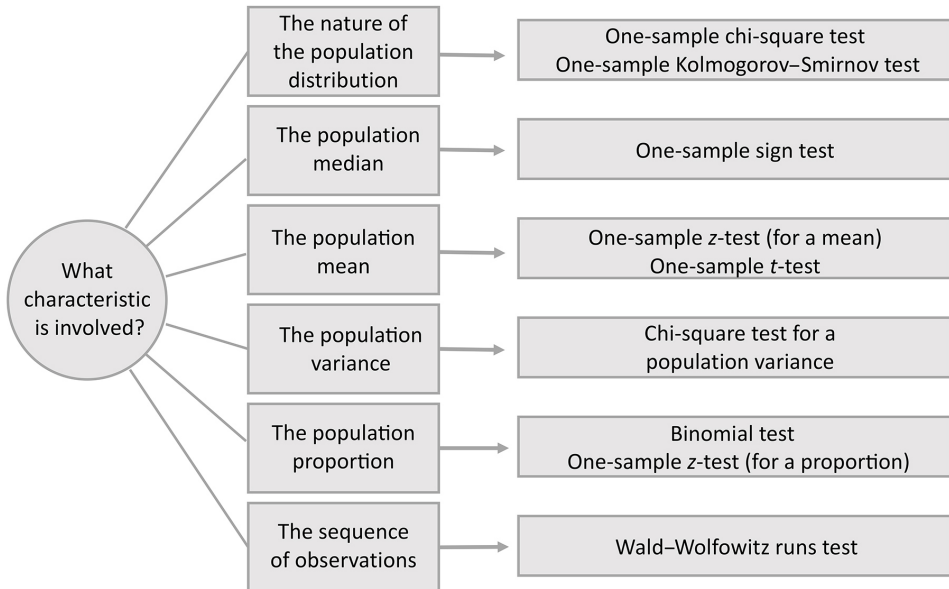 What
characteristic
is involved?
The nature of
the population
distribution
One-sample chi-square test
One-sample Kolmogorov–Smirnov test
The population
median
One-sample sign test
The population
mean
One-sample z-test (for a mean)
One-sample t-test
The population
variance
Chi-square test for a
population variance
The population
proportion
Binomial test
One-sample z-test (for a proportion)
The sequence
of observations
Wald–Wolfowitz runs test